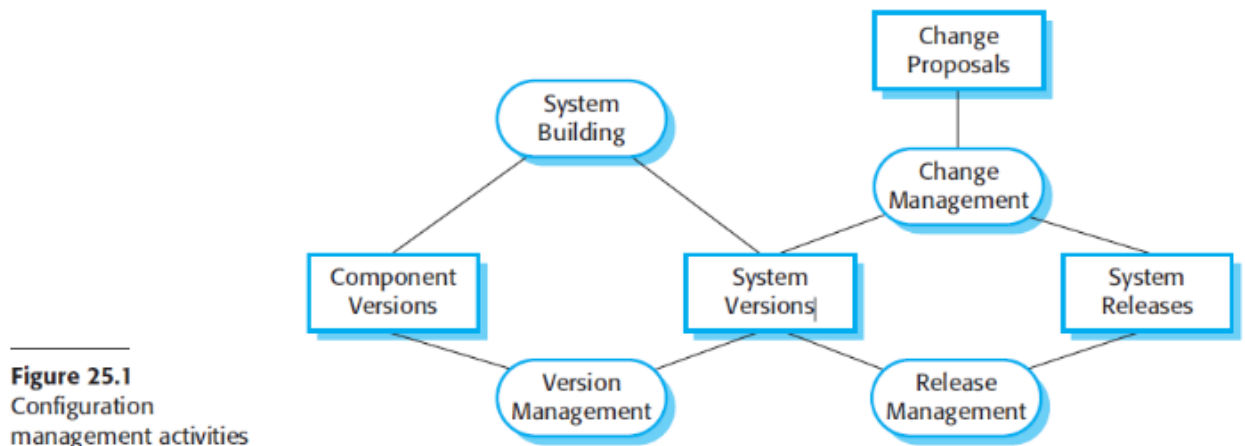 Change
Proposals
System
Building
Change
Management
Component
Versions
System
Versions
System
Releases
Version
Management
Release
Management
Figure 25.1
Configuration
management activities